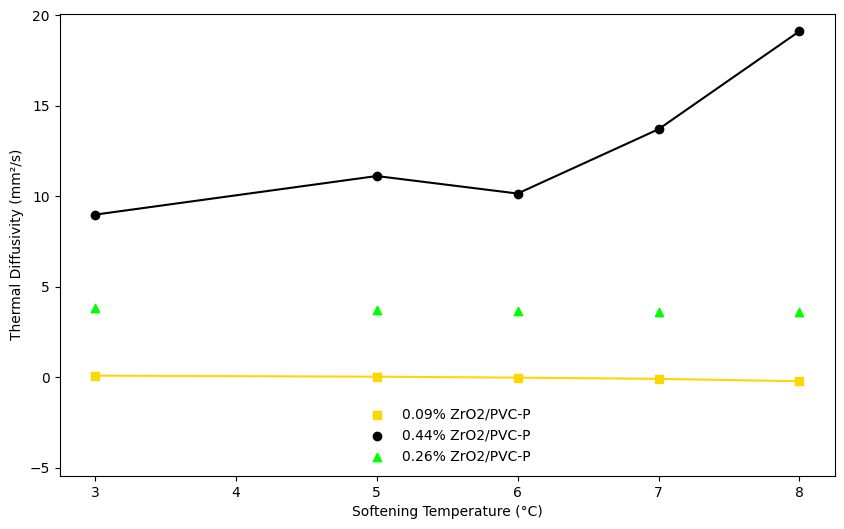 20
15
10
5
0
−5
Thermal Diffusivity (mm²/s)
0.09% ZrO2/PVC-P
0.44% ZrO2/PVC-P
0.26% ZrO2/PVC-P
3 4 5 6 7 8
Softening Temperature (°C)